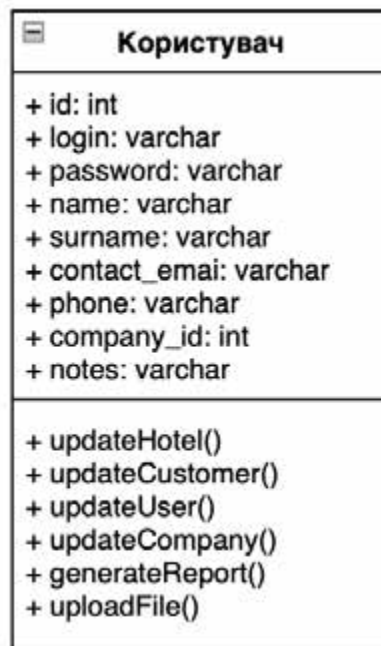 Користувач
+ id: int
+ login: varchar
+ password: varchar
+ name: varchar
+ surname: varchar
+ contact_emai: varchar
+ phone: varchar
+ company_id: int
+ notes: varchar
+ updateHotel()
+ updateCustomer()
+ updateUser()
+ updateCompany()
+ generateReport()
+ uploadFile()